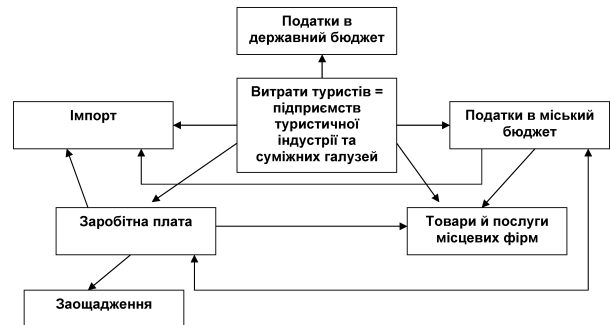 Податки в
державний бюджет
Витрати туристів =
підприємств
туристичної
індустрії та
суміжних галузей
Імпорт
Податки в міський
бюджет
Заробітна плата
Товари й послуги
місцевих фірм
Заощадження